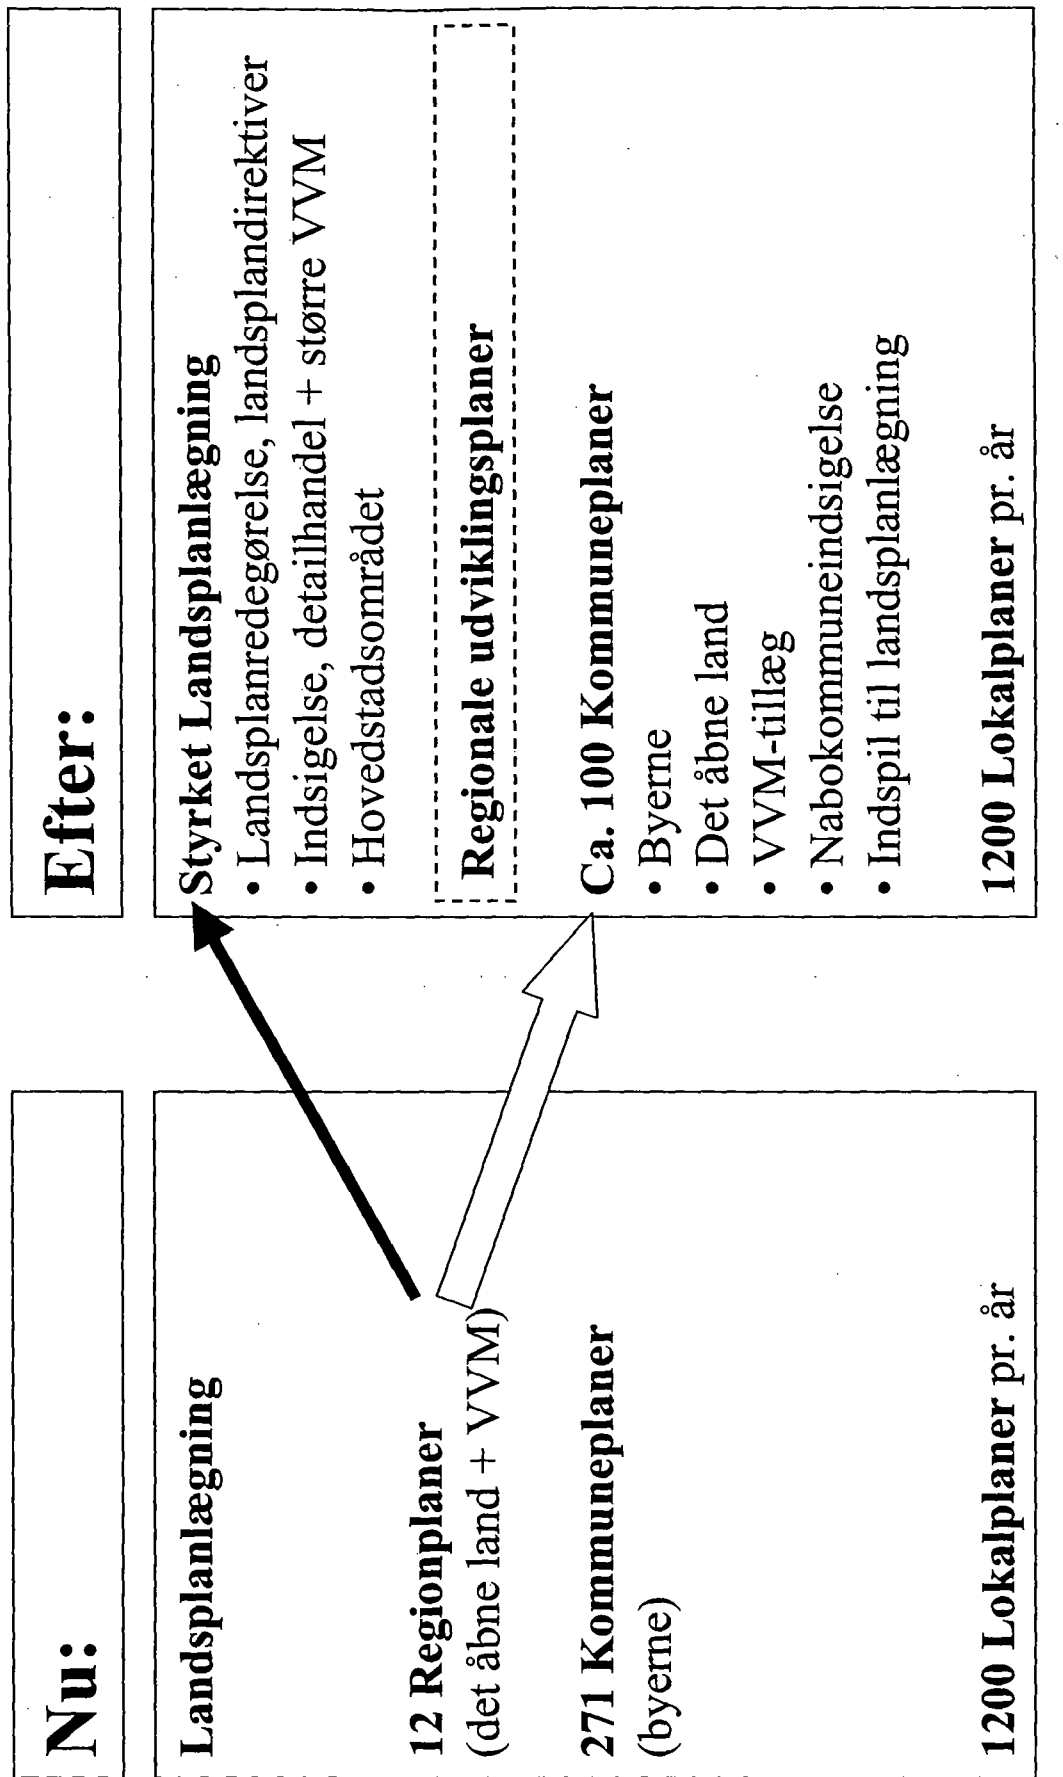 Nu:
Landsplanlægning
12 Regionplaner
(det åbne land + VVM)
271 Kommuneplaner
(byerne)
1200 Lokalplaner pr. år
Efter:
Styrket Landsplanlægning
• Landsplanredegørelse, landsplandirektiver
• Indsigelse, detailhandel + større VVM
• Hovedstadsområdet
Regionale udviklingsplaner
Ca. 100 Kommuneplaner
• Byerne
• Det åbne land
• VVM-tillæg
• Nabokommuneindsigelse
• Indspil til landsplanlægning
1200 Lokalplaner pr. år